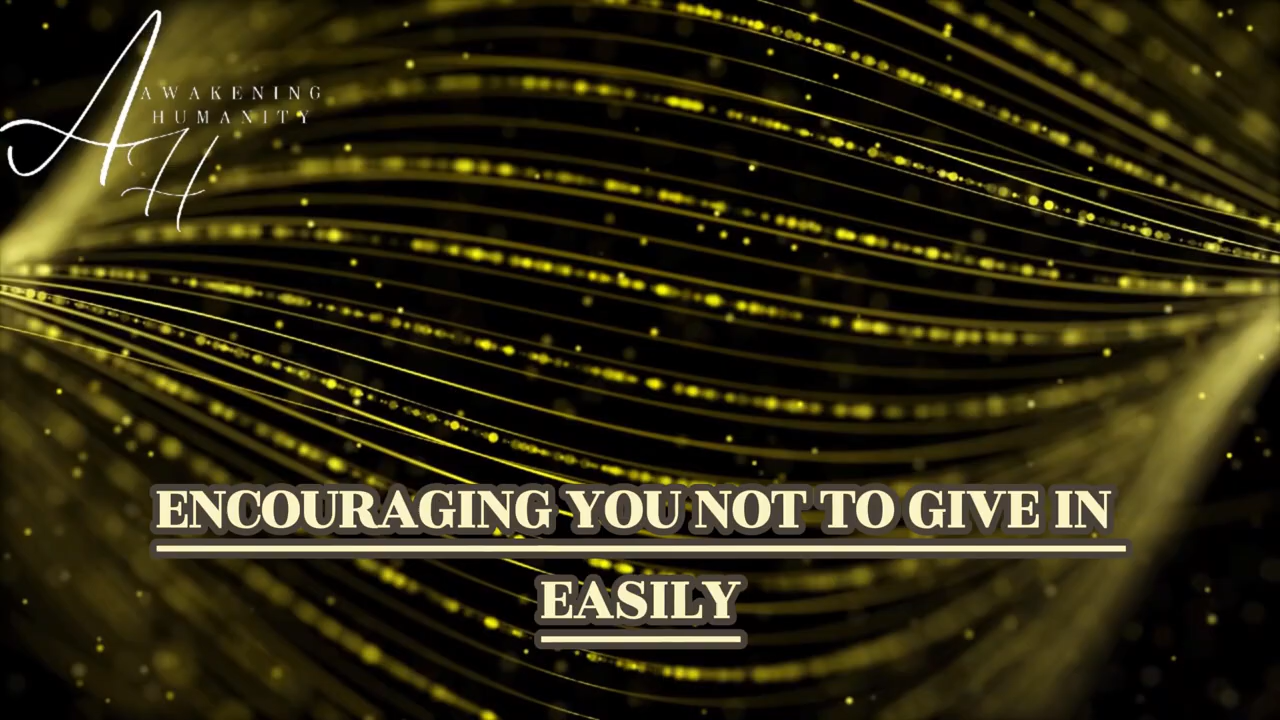 A
AWAKENING
HUMANITY
H
ENCOURAGING YOU NOT TO GIVE IN
EASILY